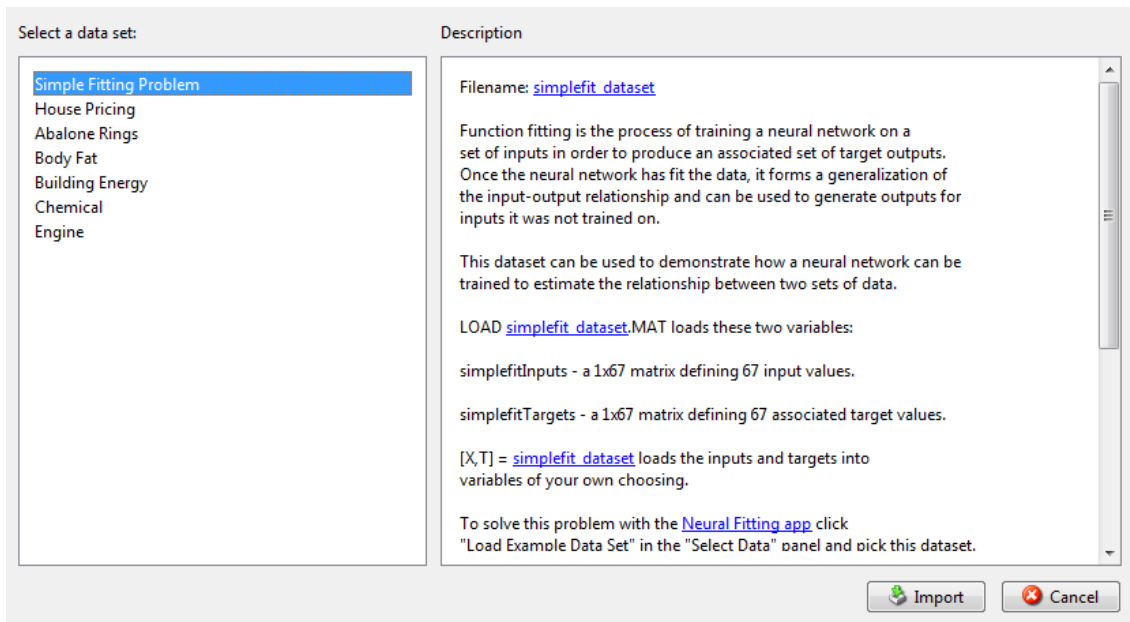 Select a data set:
Simple Fitting Problem
House Pricing
Abalone Rings
Body Fat
Building Energy
Chemical
Engine
Description
Filename: simplefit_dataset
Function fitting is the process of training a neural network on a
set of inputs in order to produce an associated set of target outputs.
Once the neural network has fit the data, it forms a generalization of
the input-output relationship and can be used to generate outputs for
inputs it was not trained on.
This dataset can be used to demonstrate how a neural network can be
trained to estimate the relationship between two sets of data.
LOAD simplefit_dataset.MAT loads these two variables:
simplefitInputs - a 1x67 matrix defining 67 input values.
simplefitTargets - a 1x67 matrix defining 67 associated target values.
[X,T] = simplefit_dataset loads the inputs and targets into
variables of your own choosing.
To solve this problem with the Neural Fitting app click
"Load Example Data Set" in the "Select Data" panel and pick this dataset.
Import
Cancel